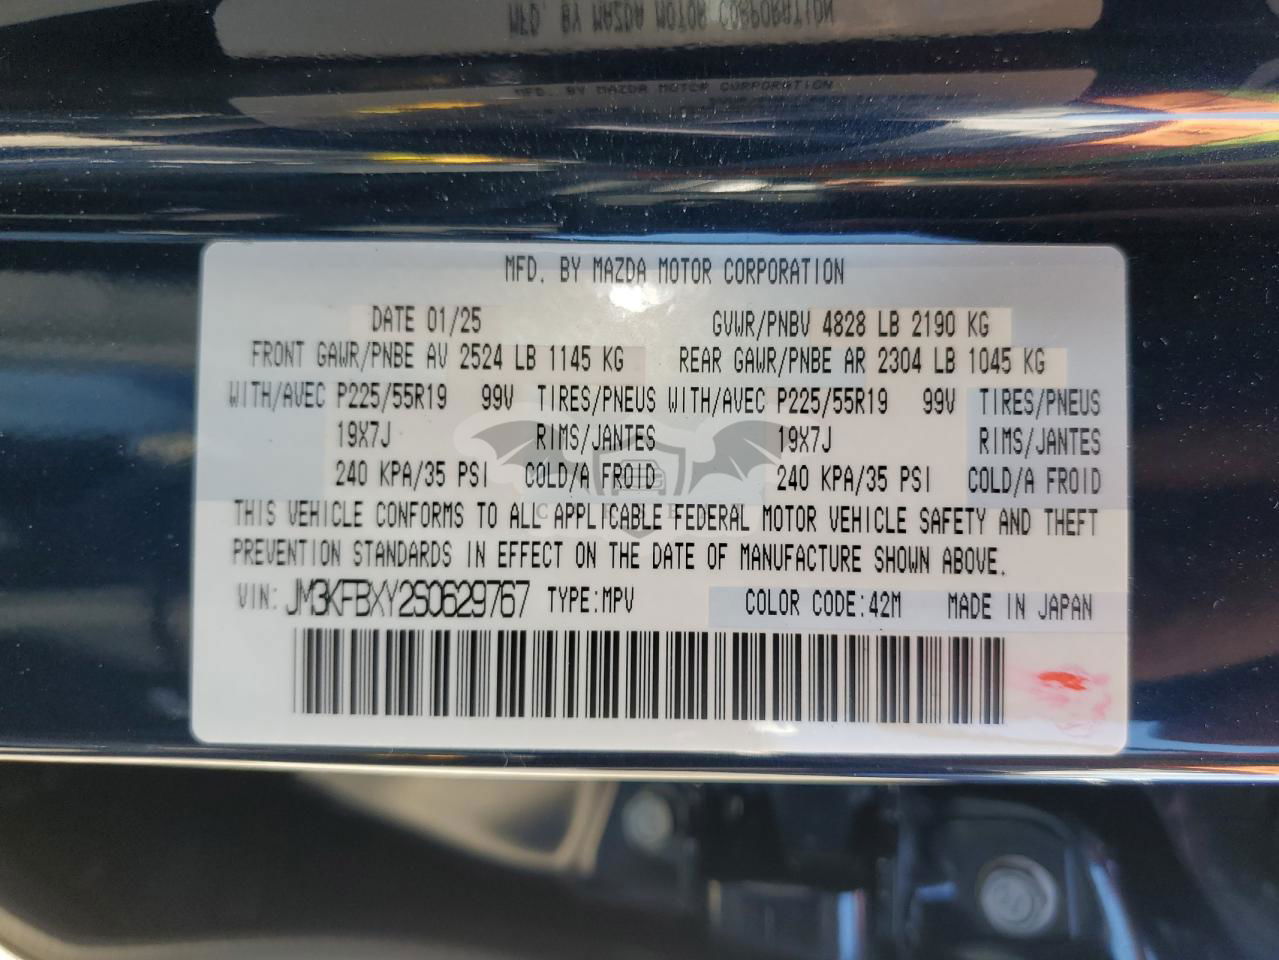 MFD. BY MAZDA MOTOR CORPORATION
MFD. BY MAZDA MOTOR CORPORATION
MFD. BY MAZDA MOTOR CORPORATION
DATE 01/25 GVWR/PNBV 4828 LB 2190 KG
FRONT GAWR/PNBE AV 2524 LB 1145 KG REAR GAWR/PNBE AR 2304 LB 1045 KG
WITH/AVEC P225/55R19 99V TIRES/PNEUS WITH/AVEC P225/55R19 99V TIRES/PNEUS
19X7J RIMS/JANTES 19X7J RIMS/JANTES
240 KPA/35 PSI COLD/A FROID 240 KPA/35 PSI COLD/A FROID
THIS VEHICLE CONFORMS TO ALL APPLICABLE FEDERAL MOTOR VEHICLE SAFETY AND THEFT
PREVENTION STANDARDS IN EFFECT ON THE DATE OF MANUFACTURE SHOWN ABOVE.
VIN: JM3KFBXY2S0629767 TYPE:MPV COLOR CODE:42M MADE IN JAPAN